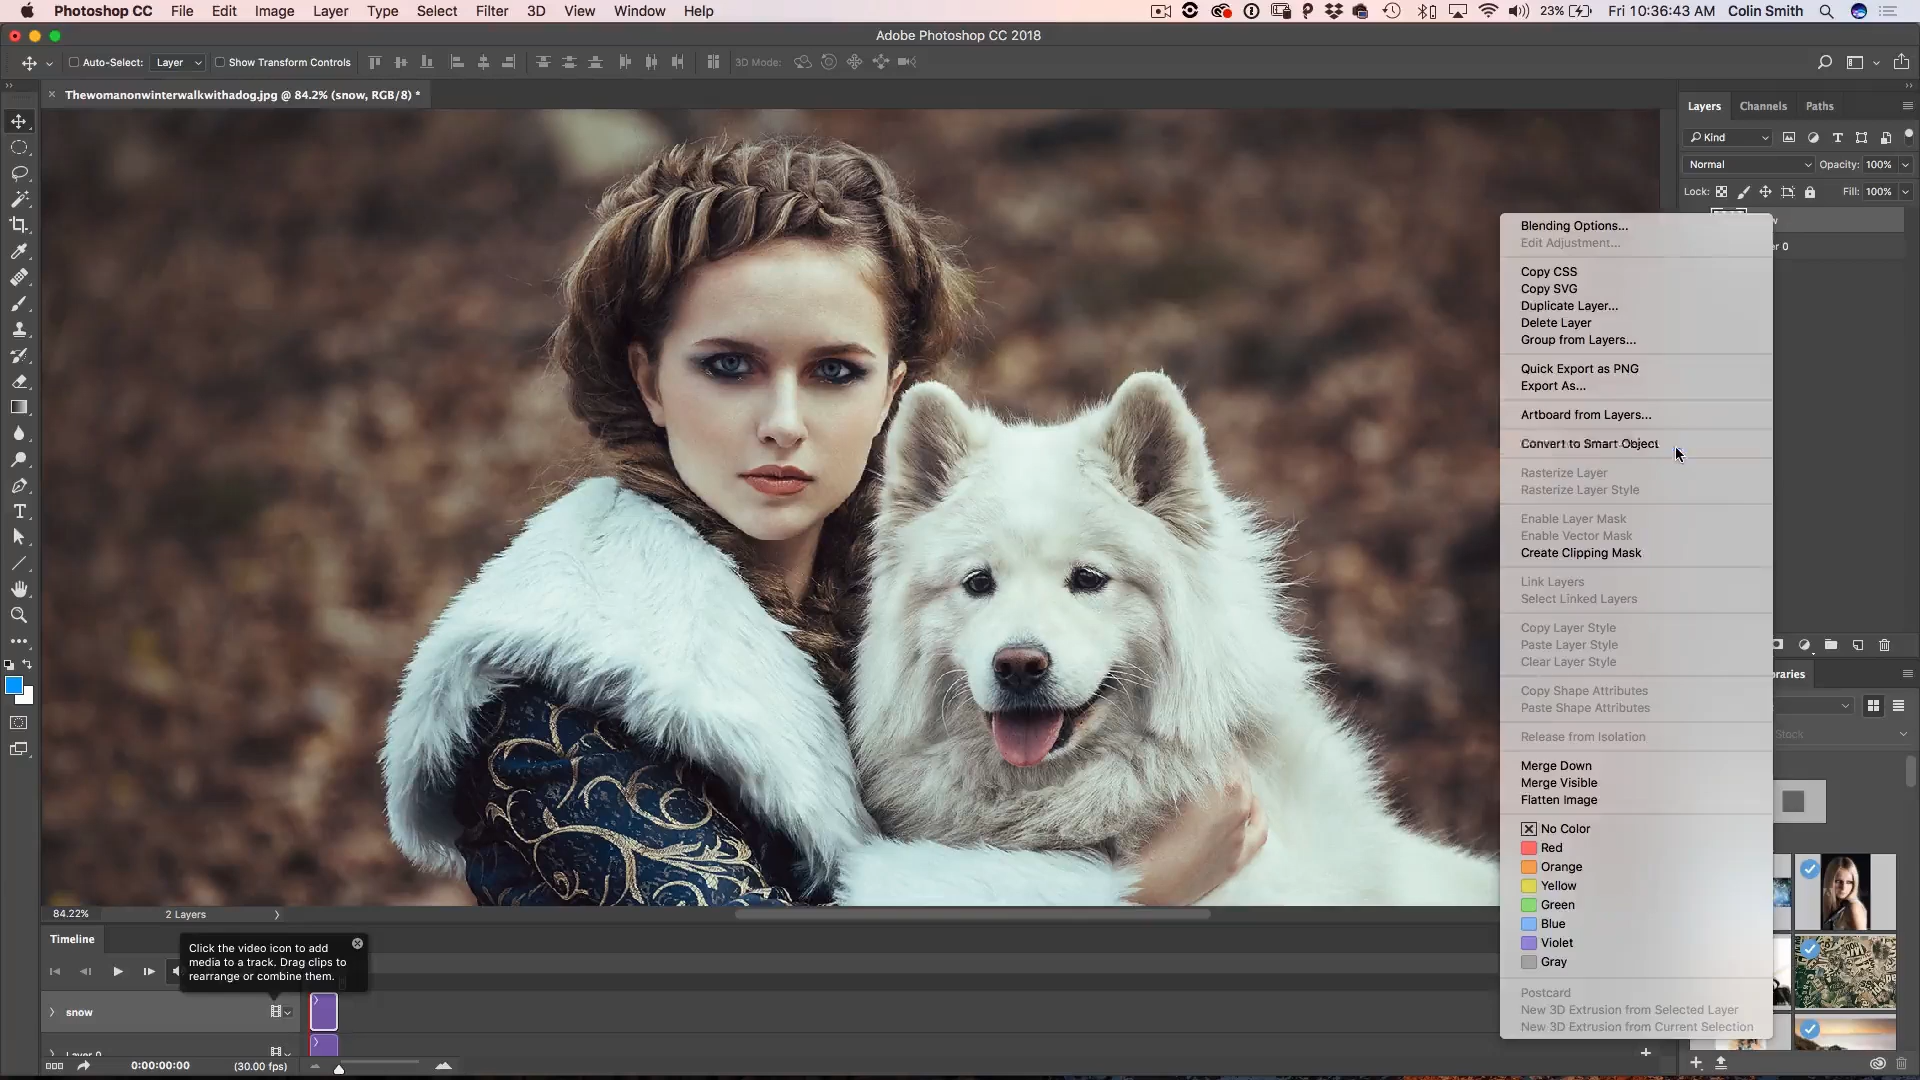 Photoshop CC File Edit Image Layer Type Select Filter 3D View Window Help 23% Fri 10:36:43 AM Colin Smith
Adobe Photoshop CC 2018
Auto-Select: Layer Show Transform Controls 3D Mode:
Thewomanonwinterwalkwithadog.jpg @ 84.2% (snow, RGB/8) *
Layers Channels Paths
Kind
Normal Opacity: 100%
Lock: Fill: 100%
Blending Options...
Edit Adjustment...
Copy CSS
Copy SVG
Duplicate Layer...
Delete Layer
Group from Layers...
Quick Export as PNG
Export As...
Artboard from Layers...
Convert to Smart Object
Rasterize Layer
Rasterize Layer Style
Enable Layer Mask
Enable Vector Mask
Create Clipping Mask
Link Layers
Select Linked Layers
Copy Layer Style
Paste Layer Style
Clear Layer Style
Copy Shape Attributes
Paste Shape Attributes
Release from Isolation
Merge Down
Merge Visible
Flatten Image
No Color
Red
Orange
Yellow
Green
Blue
Violet
Gray
Postcard
New 3D Extrusion from Selected Layer
New 3D Extrusion from Current Selection
er 0
braries
Stock
84.22% 2 Layers
Timeline
Click the video icon to add
media to a track. Drag clips to
rearrange or combine them.
snow
Layer 0
0:00:00:00 (30.00 fps)